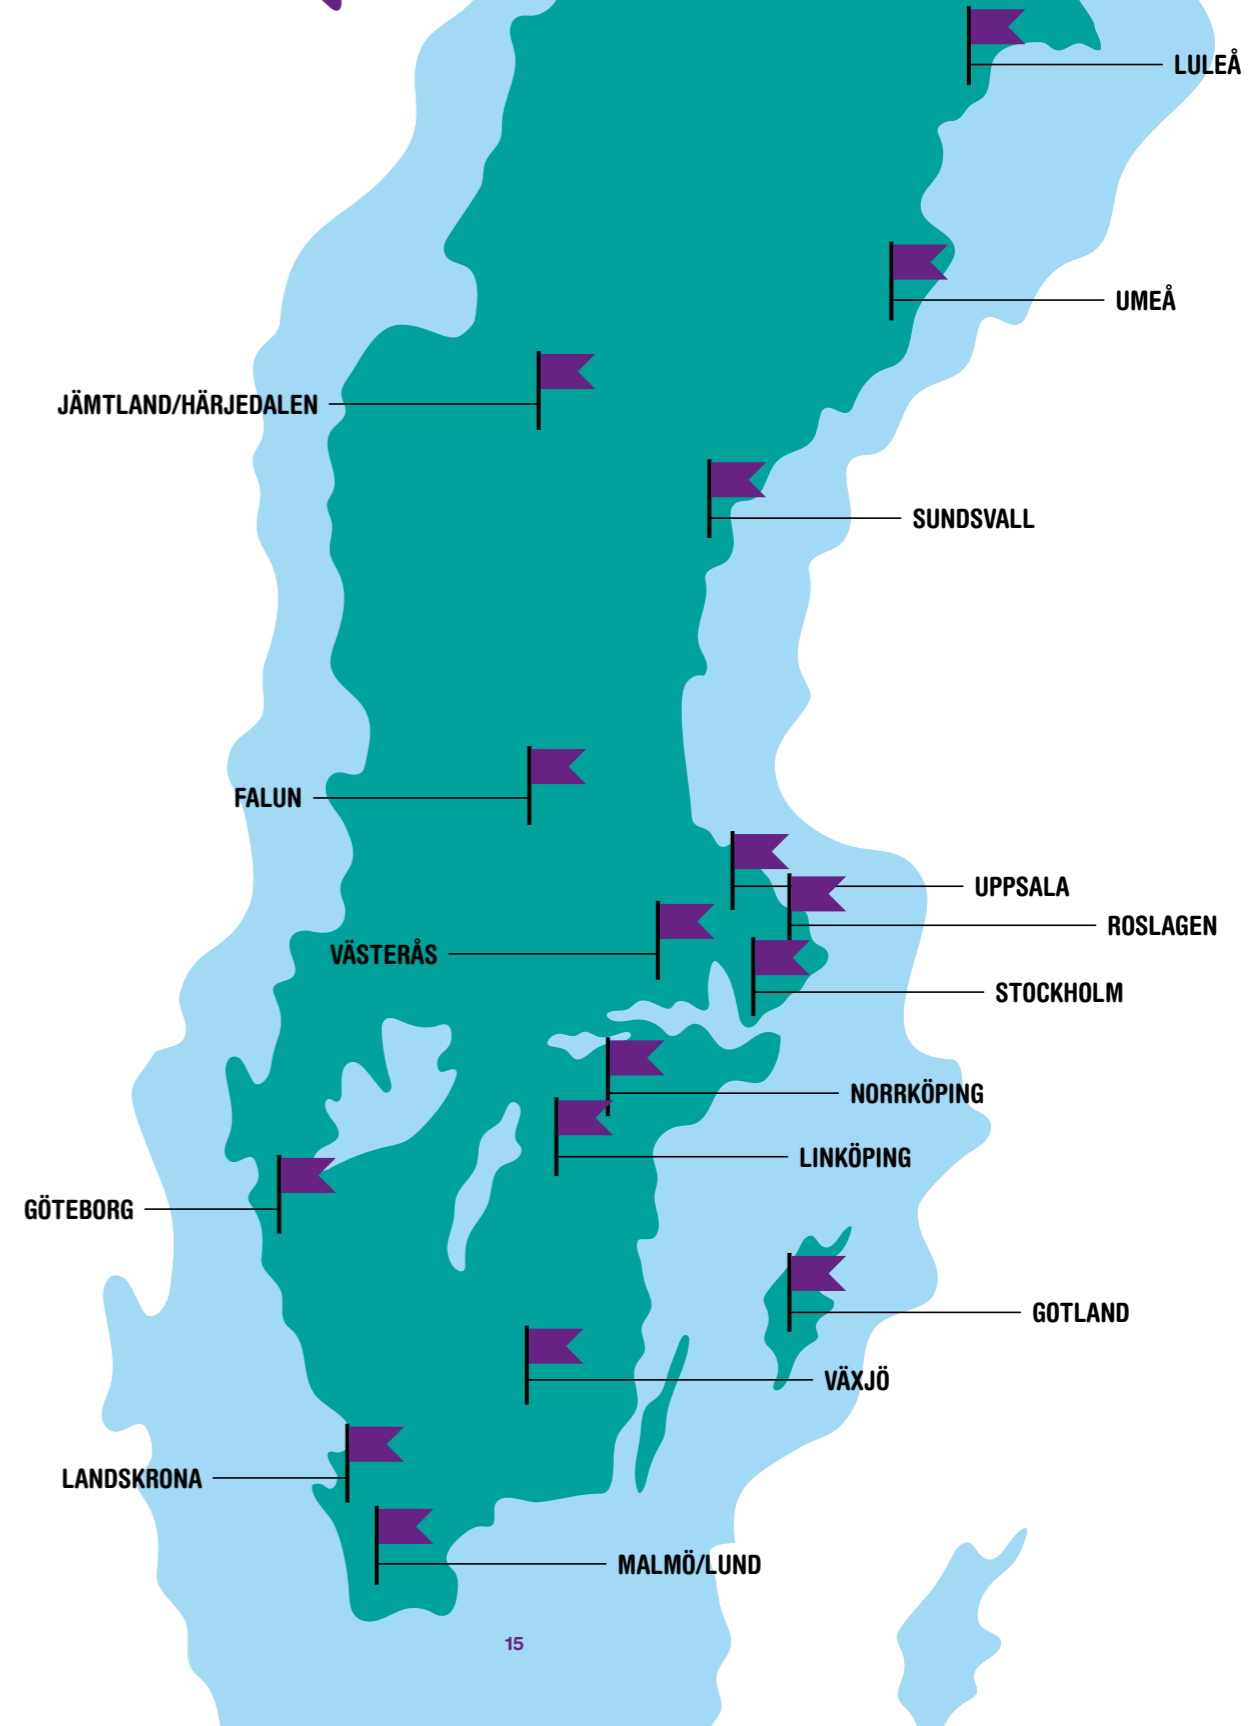 LULEÅ
UMEÅ
JÄMTLAND/HÄRJEDALEN
SUNDSVALL
FALUN
UPPSALA
ROSLAGEN
VÄSTERÅS
STOCKHOLM
NORRKÖPING
LINKÖPING
GÖTEBORG
GOTLAND
VÄXJÖ
LANDSKRONA
MALMÖ/LUND
15